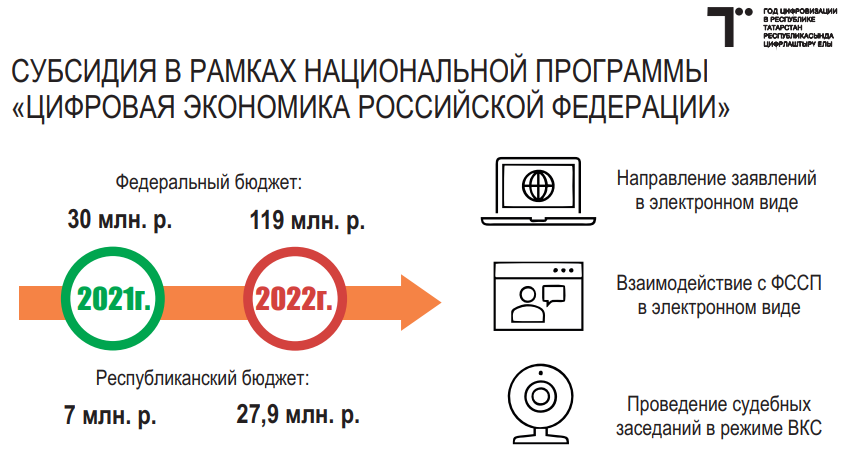 ГОД ЦИФРОВИЗАЦИИ
В РЕСПУБЛИКЕ
ТАТАРСТАН
РЕСПУБЛИКАСЫНДА
ЦИФРЛАШТЫРУ ЕЛЫ
СУБСИДИЯ В РАМКАХ НАЦИОНАЛЬНОЙ ПРОГРАММЫ
«ЦИФРОВАЯ ЭКОНОМИКА РОССИЙСКОЙ ФЕДЕРАЦИИ»
Федеральный бюджет:
30 млн. р.
119 млн. р.
2021г.
2022г.
Республиканский бюджет:
7 млн. р.
27,9 млн. р.
Направление заявлений
в электронном виде
Взаимодействие с ФССП
в электронном виде
Проведение судебных
заседаний в режиме ВКС